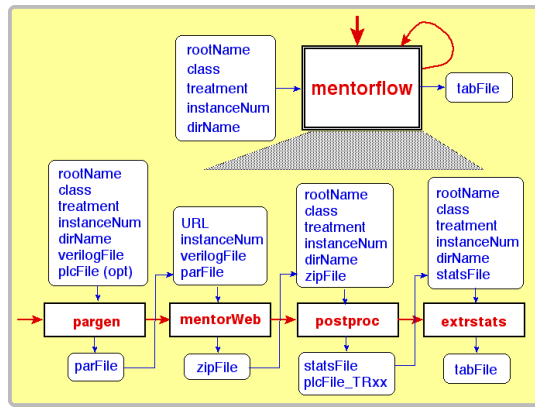 rootName
class
treatment
instanceNum
dirName
mentorflow
tabFile
rootName
class
treatment
instanceNum
dirName
verilogFile
plcFile (opt)
URL
instanceNum
verilogFile
parFile
rootName
class
treatment
instanceNum
dirName
zipFile
rootName
class
treatment
instanceNum
dirName
statsFile
pargen
mentorWeb
postproc
extrstats
parFile
zipFile
statsFile
plcFile_TRxx
tabFile